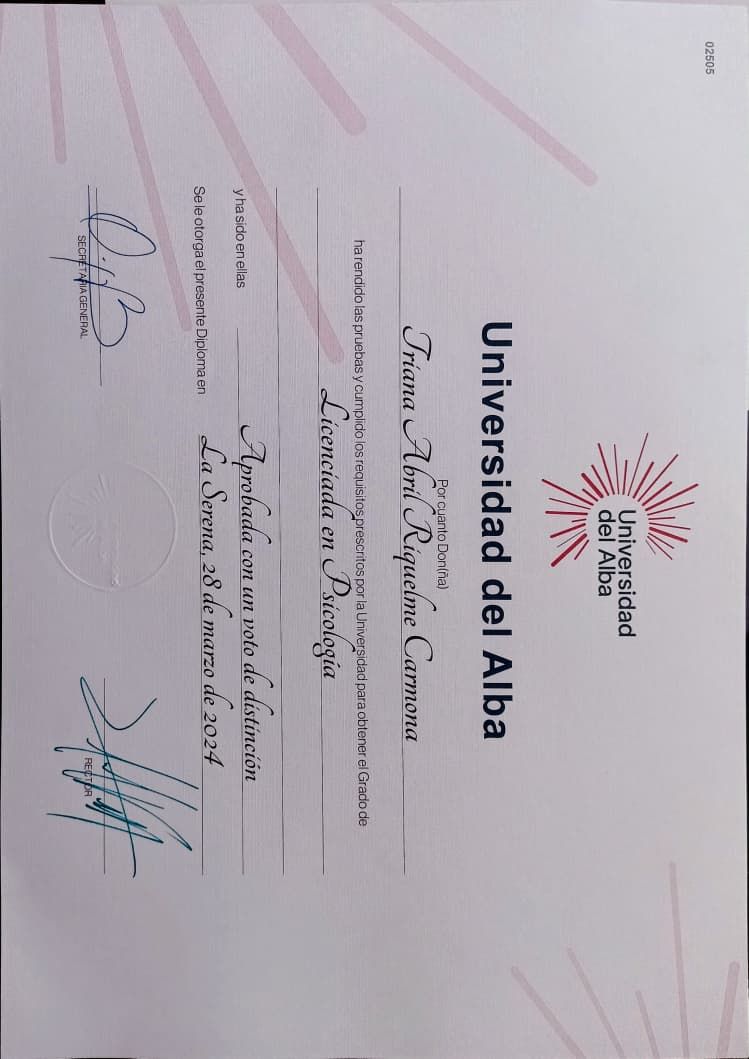 02505
Universidad
del Alba
Universidad del Alba
Por cuanto Don(ña)
Triana Abril Riquelme Carmona
ha rendido las pruebas y cumplido los requisitos prescritos por la Universidad para obtener el Grado de
Licenciada en Psicología
y ha sido en ellas Aprobada con un voto de distinción
Se le otorga el presente Diploma en La Serena, 28 de marzo de 2024
SECRETARIA GENERAL
RECTOR